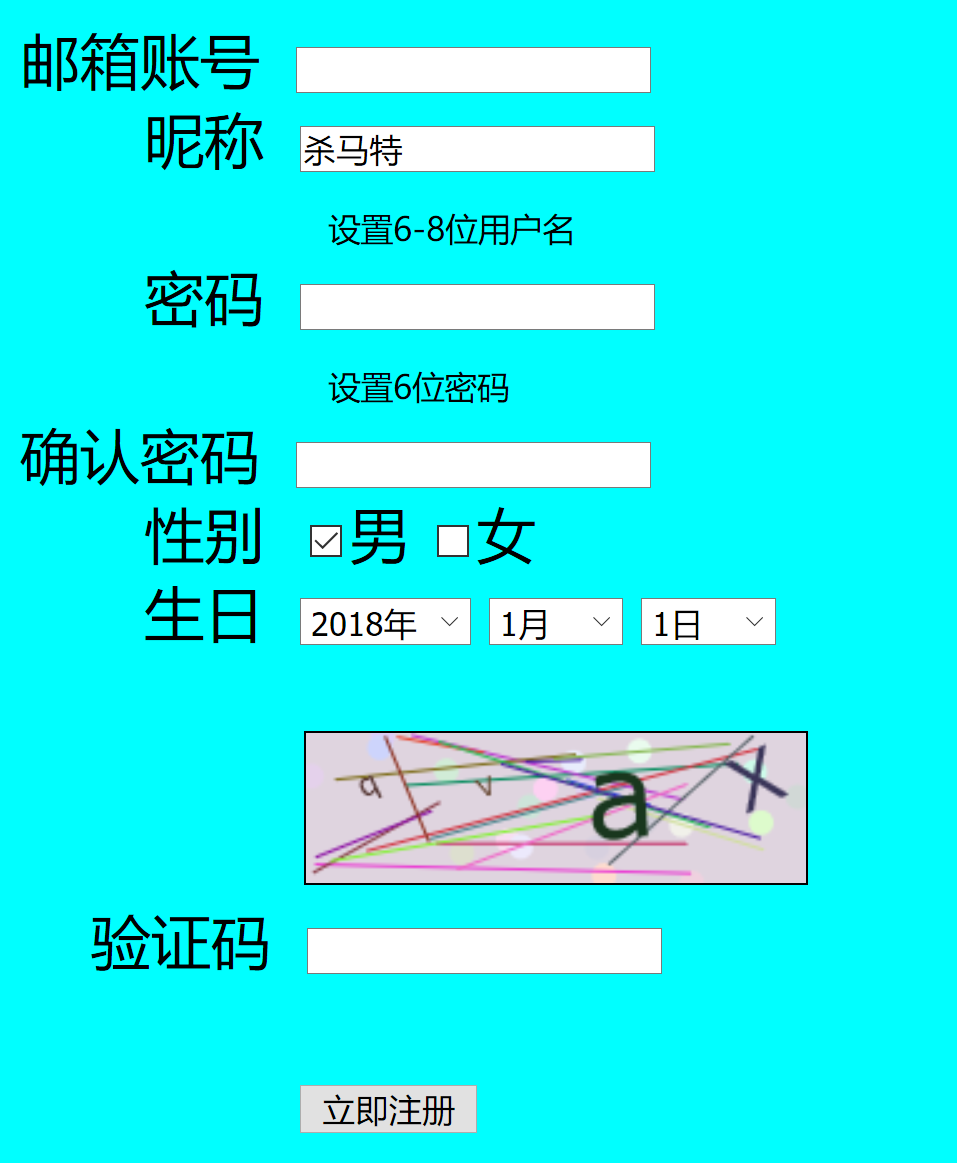 邮箱账号
昵称 杀马特
设置6-8位用户名
密码
设置6位密码
确认密码
性别 男 女
生日 2018年 1月 1日
验证码
立即注册